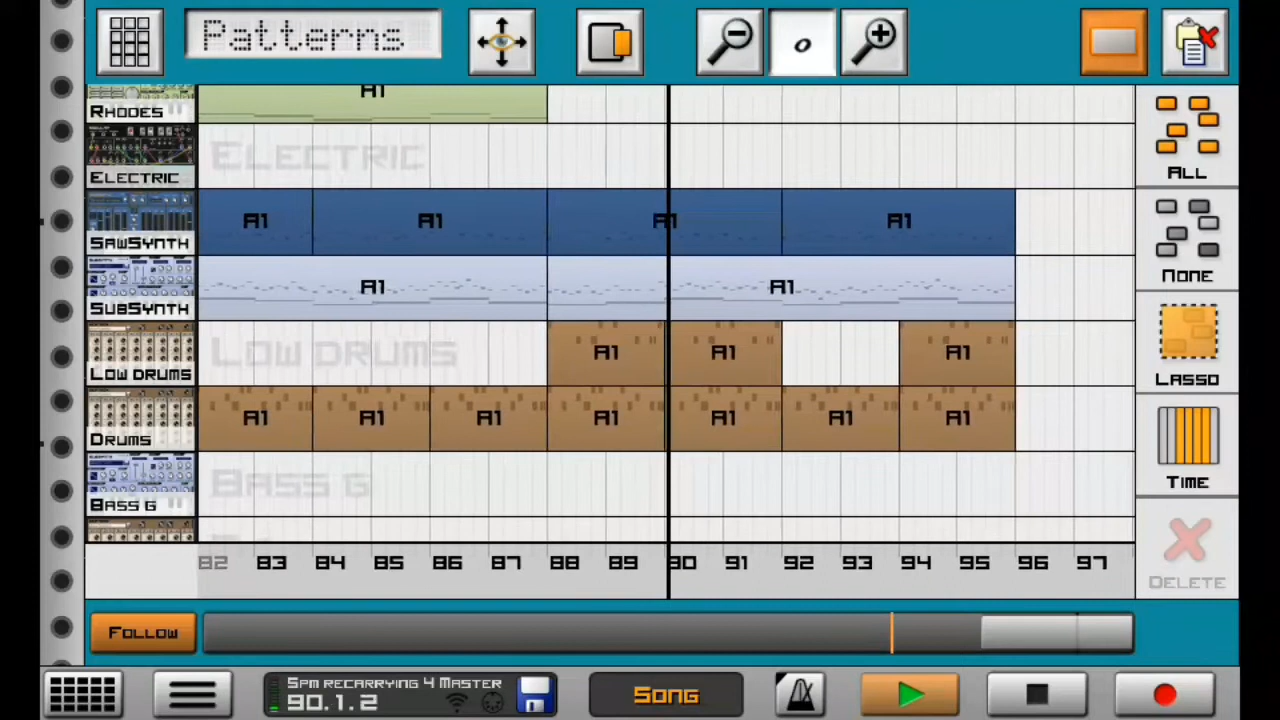 Patterns
A1
Rhodes
Electric
Electric
A1 A1 A1 A1
SawSynth
A1 A1
SubSynth
Low drums
A1 A1 A1
Low drums
A1 A1 A1 A1 A1 A1 A1
Drums
Bass G
Bass G
82 83 84 85 86 87 88 89 90 91 92 93 94 95 96 97
All
None
Lasso
Time
Delete
Follow
5pm recarrying 4 Master
90.1.2
Song